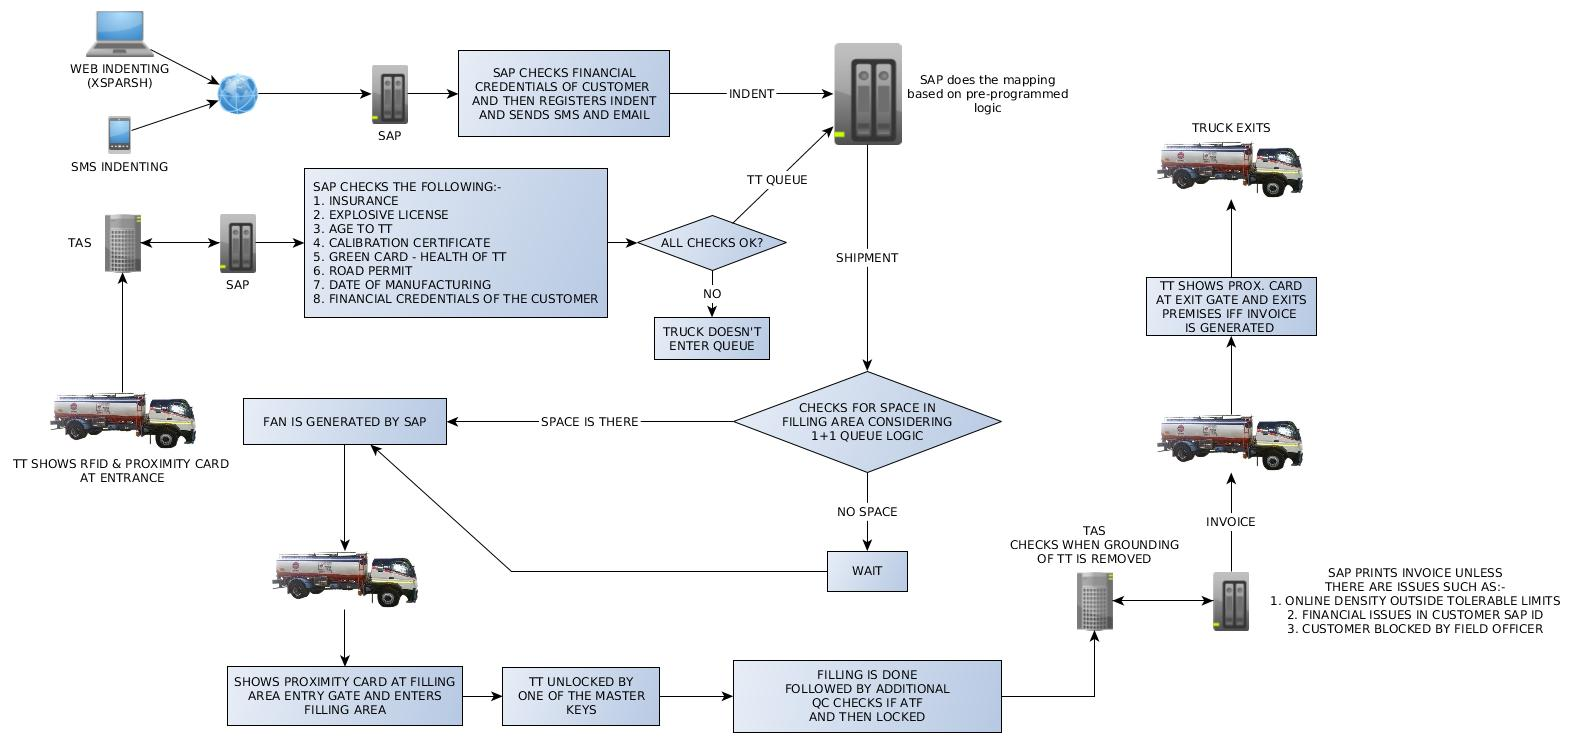 WEB INDENTING
(XSPARSH)
SMS INDENTING
SAP
SAP CHECKS FINANCIAL
CREDENTIALS OF CUSTOMER
AND THEN REGISTERS INDENT
AND SENDS SMS AND EMAIL
INDENT
SAP does the mapping
based on pre-programmed
logic
TT QUEUE
TAS
SAP
SAP CHECKS THE FOLLOWING:-
1. INSURANCE
2. EXPLOSIVE LICENSE
3. AGE TO TT
4. CALIBRATION CERTIFICATE
5. GREEN CARD - HEALTH OF TT
6. ROAD PERMIT
7. DATE OF MANUFACTURING
8. FINANCIAL CREDENTIALS OF THE CUSTOMER
ALL CHECKS OK?
NO
TRUCK DOESN'T
ENTER QUEUE
TT SHOWS RFID & PROXIMITY CARD
AT ENTRANCE
SHIPMENT
CHECKS FOR SPACE IN
FILLING AREA CONSIDERING
1+1 QUEUE LOGIC
SPACE IS THERE
FAN IS GENERATED BY SAP
NO SPACE
WAIT
SHOWS PROXIMITY CARD AT FILLING
AREA ENTRY GATE AND ENTERS
FILLING AREA
TT UNLOCKED BY
ONE OF THE MASTER
KEYS
FILLING IS DONE
FOLLOWED BY ADDITIONAL
QC CHECKS IF ATF
AND THEN LOCKED
TAS
CHECKS WHEN GROUNDING
OF TT IS REMOVED
SAP PRINTS INVOICE UNLESS
THERE ARE ISSUES SUCH AS:-
1. ONLINE DENSITY OUTSIDE TOLERABLE LIMITS
2. FINANCIAL ISSUES IN CUSTOMER SAP ID
3. CUSTOMER BLOCKED BY FIELD OFFICER
INVOICE
TT SHOWS PROX. CARD
AT EXIT GATE AND EXITS
PREMISES IFF INVOICE
IS GENERATED
TRUCK EXITS